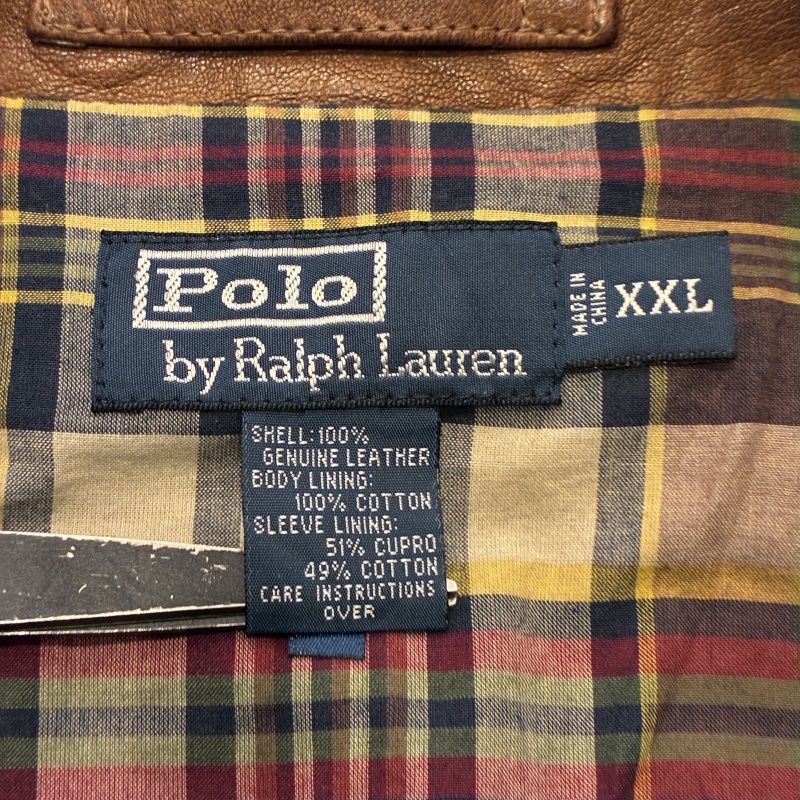 Polo
by Ralph Lauren
MADE IN
CHINA
XXL
SHELL:100%
GENUINE LEATHER
BODY LINING:
100% COTTON
SLEEVE LINING:
51% CUPRO
49% COTTON
CARE INSTRUCTIONS
OVER